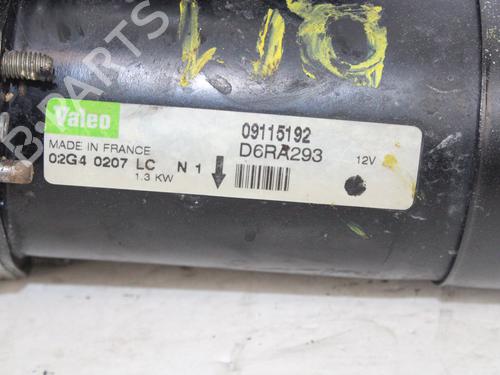 Valeo
MADE IN FRANCE
02G4 0207 LC N 1
1.3 KW
09115192
D6RA293
12V